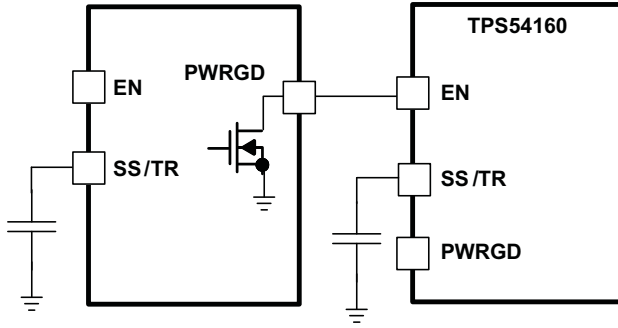 TPS54160
PWRGD
EN
EN
SS/TR
SS/TR
PWRGD